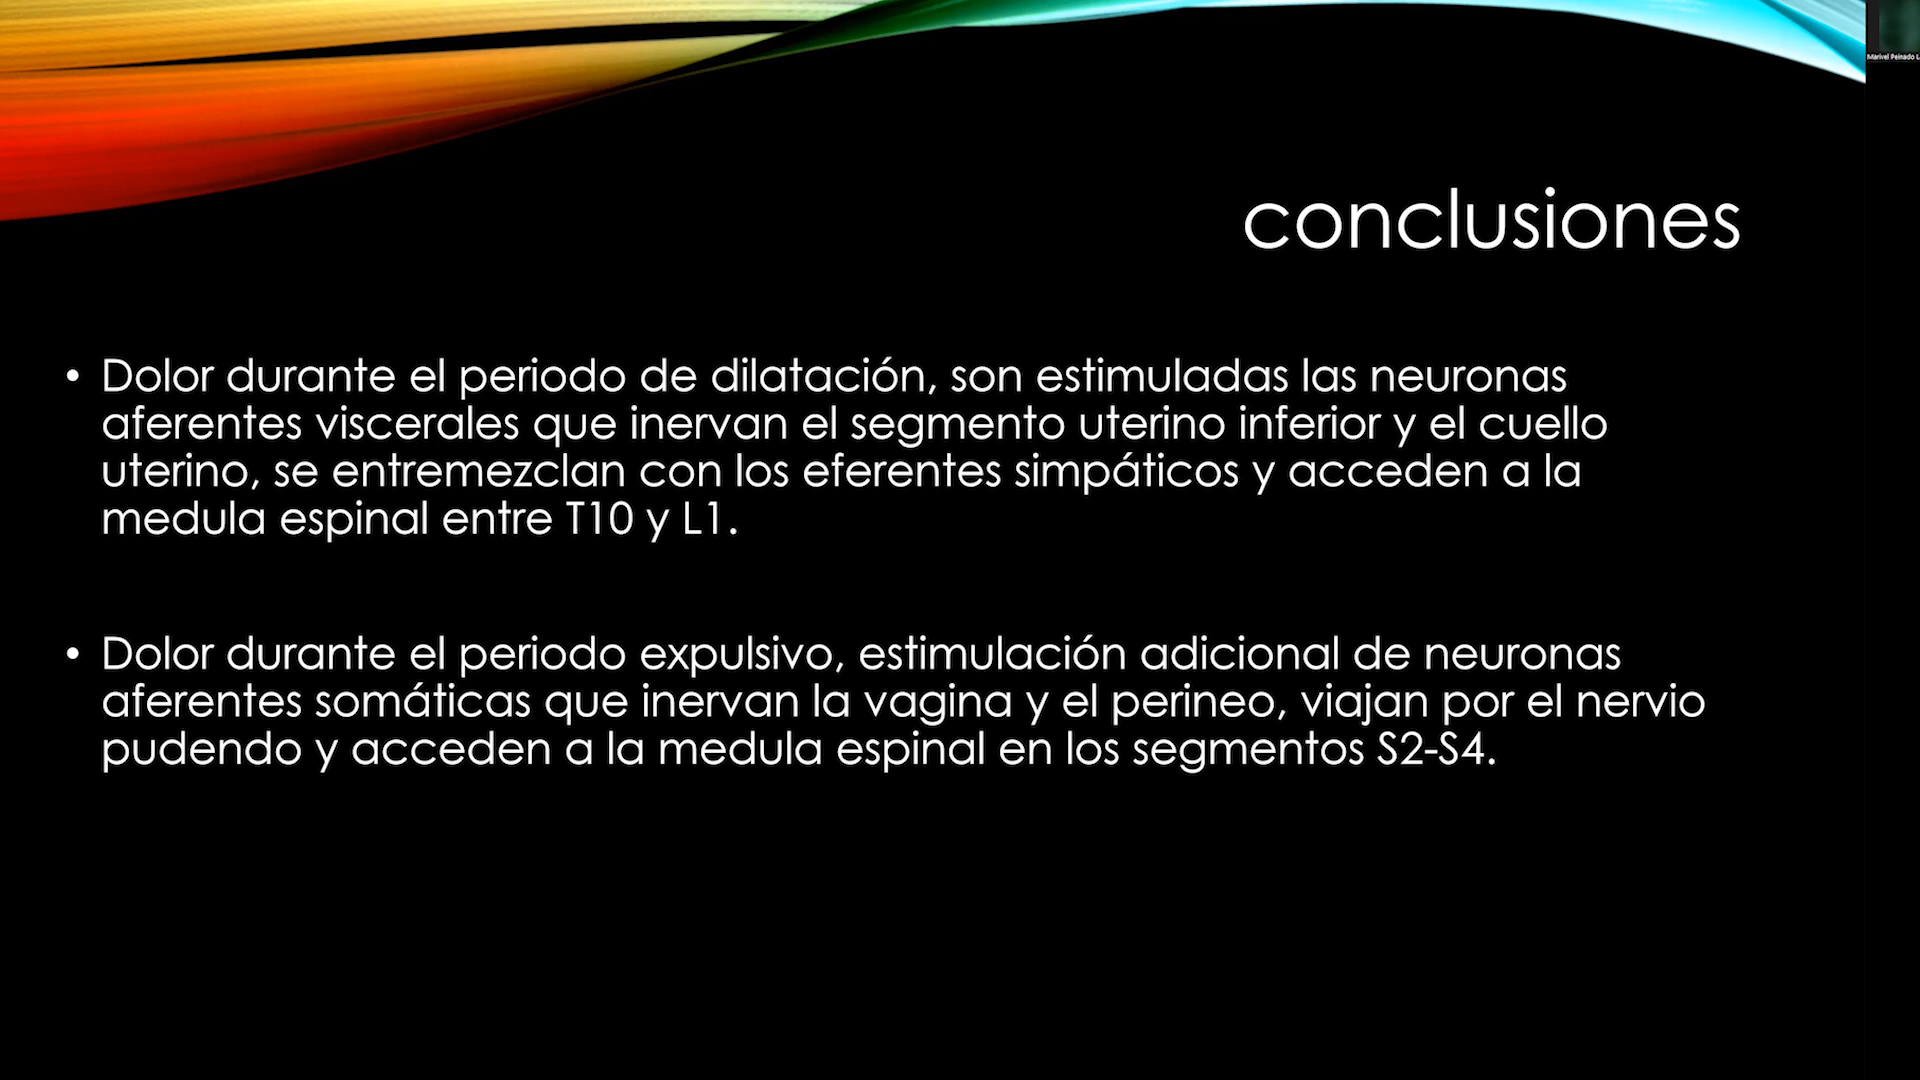 Marivel Peinado L
conclusiones
• Dolor durante el periodo de dilatación, son estimuladas las neuronas
aferentes viscerales que inervan el segmento uterino inferior y el cuello
uterino, se entremezclan con los eferentes simpáticos y acceden a la
medula espinal entre T10 y L1.
• Dolor durante el periodo expulsivo, estimulación adicional de neuronas
aferentes somáticas que inervan la vagina y el perineo, viajan por el nervio
pudendo y acceden a la medula espinal en los segmentos S2-S4.